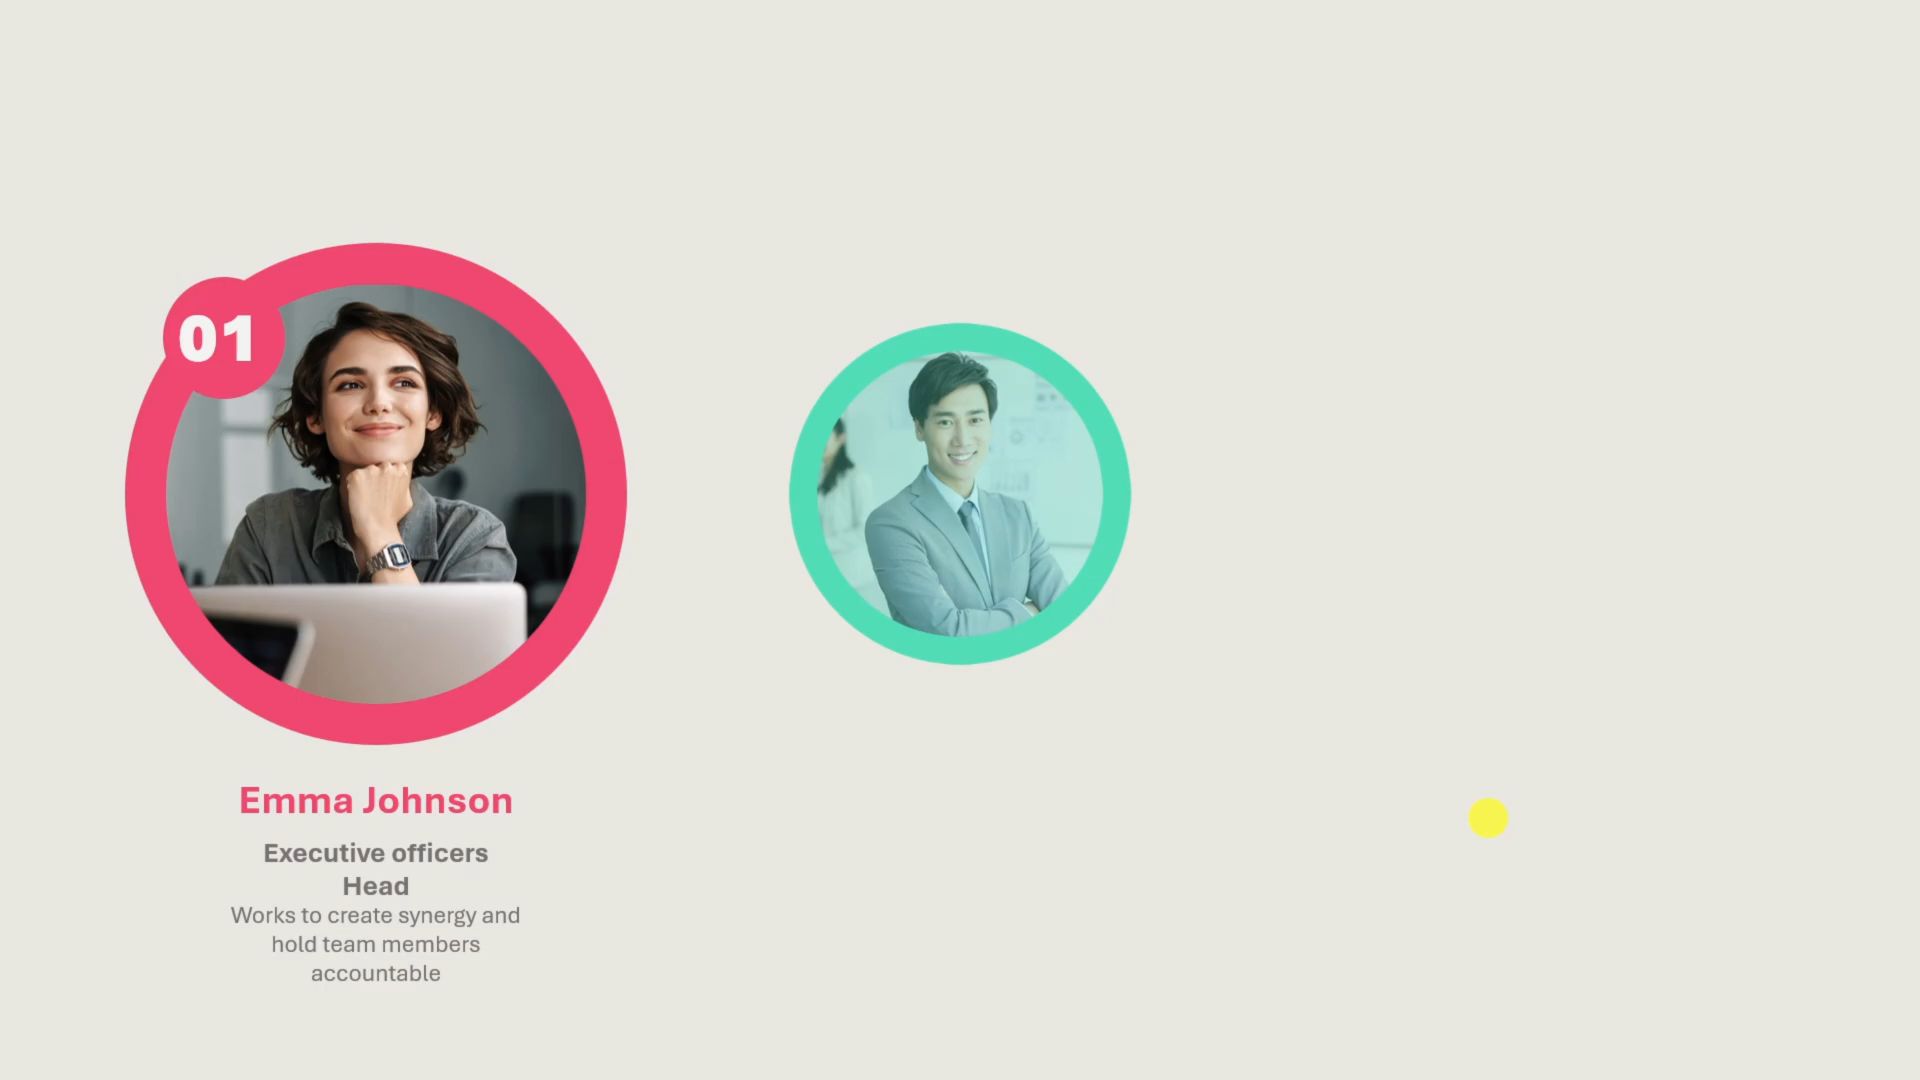 01
Emma Johnson
Executive officers
Head
Works to create synergy and
hold team members
accountable